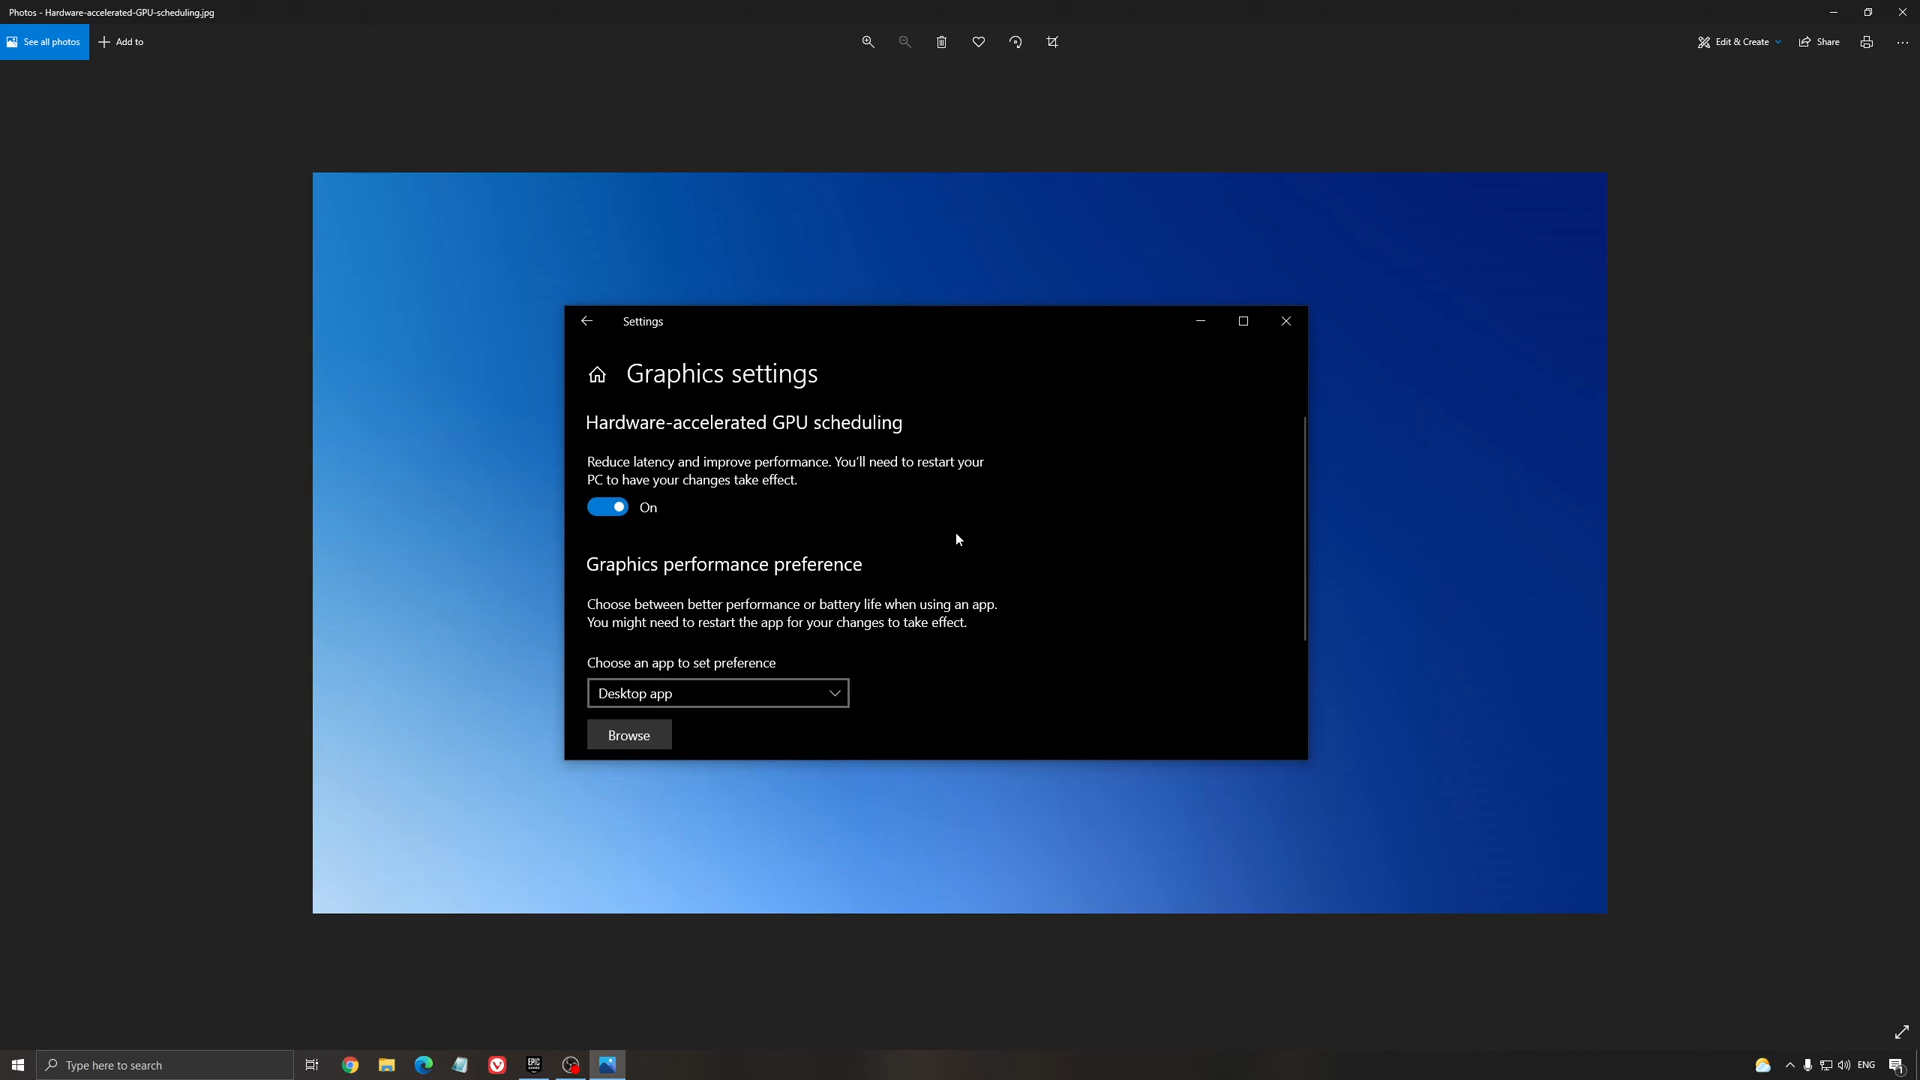 Photos - Hardware-accelerated-GPU-scheduling.jpg
See all photos
Add to
Edit & Create
Share
Settings
Graphics settings
Hardware-accelerated GPU scheduling
Reduce latency and improve performance. You'll need to restart your
PC to have your changes take effect.
On
Graphics performance preference
Choose between better performance or battery life when using an app.
You might need to restart the app for your changes to take effect.
Choose an app to set preference
Desktop app
Browse
Type here to search
EPIC
GAMES
ENG
1